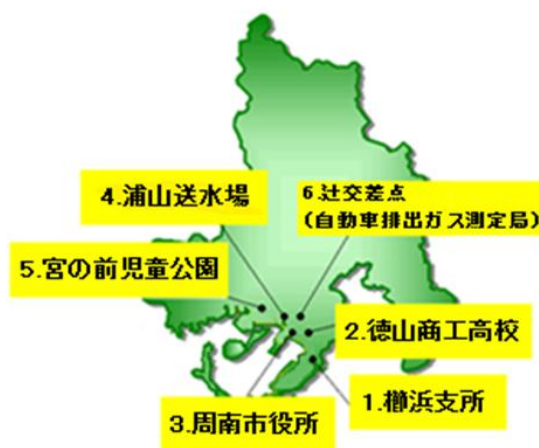 4.浦山送水場
6.辻交差点
(自動車排出ガス測定局)
5.宮の前児童公園
2.徳山商工高校
1.櫛浜支所
3.周南市役所